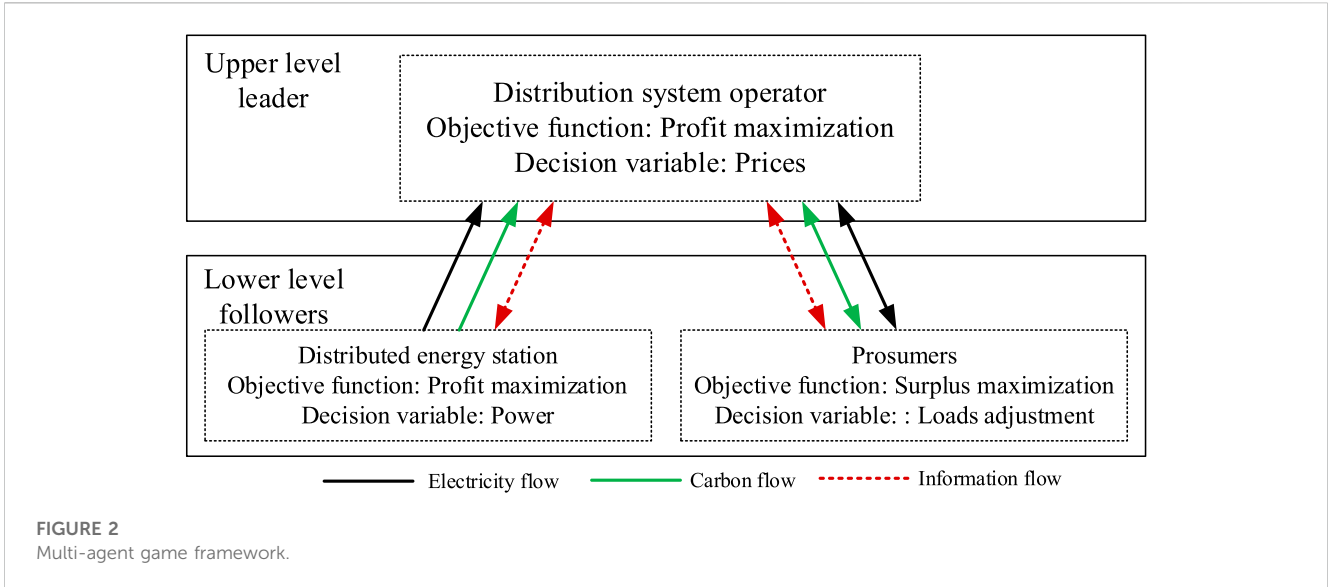 Upper level
leader
Distribution system operator
Objective function: Profit maximization
Decision variable: Prices
Lower level
followers
Distributed energy station
Objective function: Profit maximization
Decision variable: Power
Prosumers
Objective function: Surplus maximization
Decision variable: : Loads adjustment
Electricity flow
Carbon flow
Information flow
FIGURE 2
Multi-agent game framework.